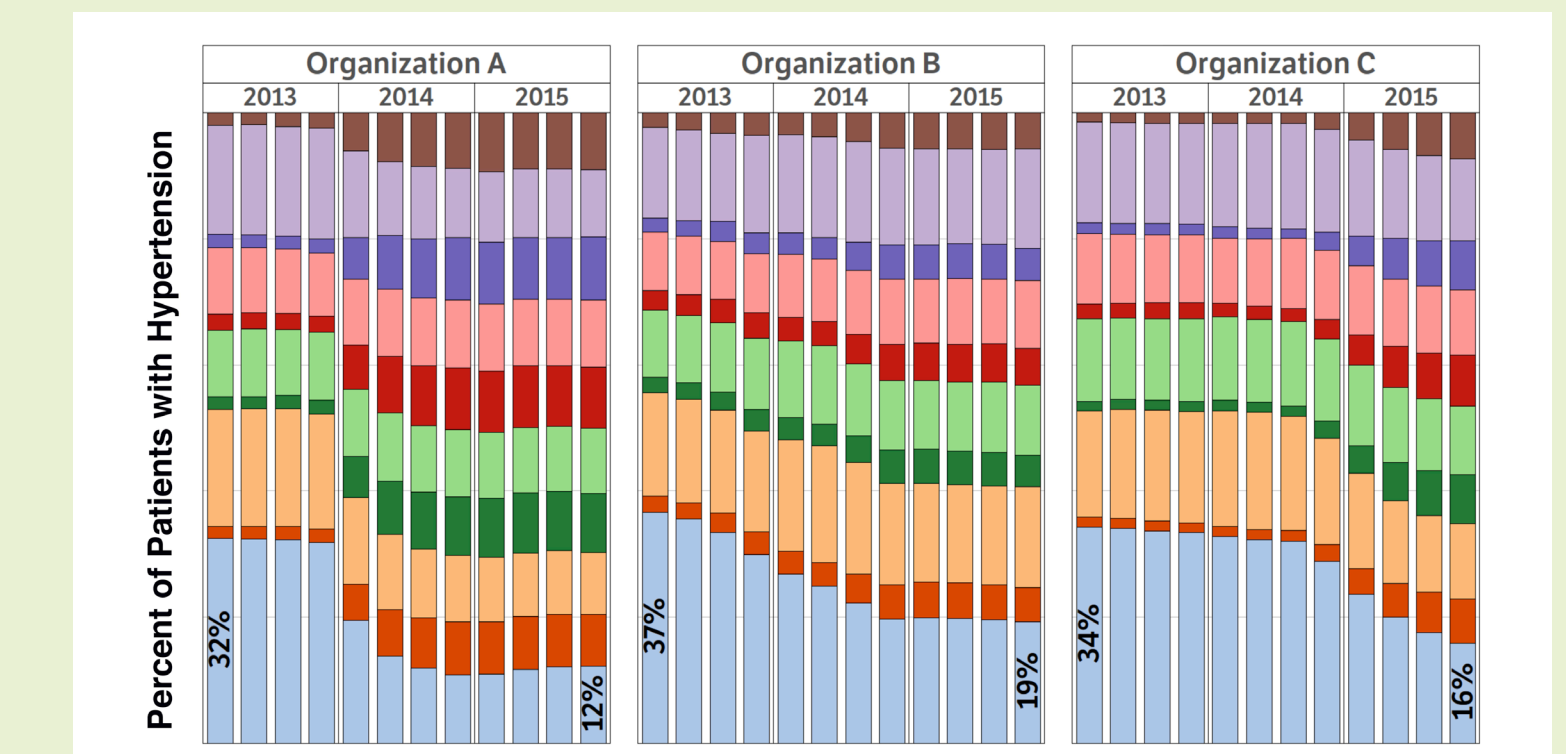 Percent of Patients with Hypertension
Organization A
2013 2014 2015
32%
12%
Organization B
2013 2014 2015
37%
19%
Organization C
2013 2014 2015
34%
16%